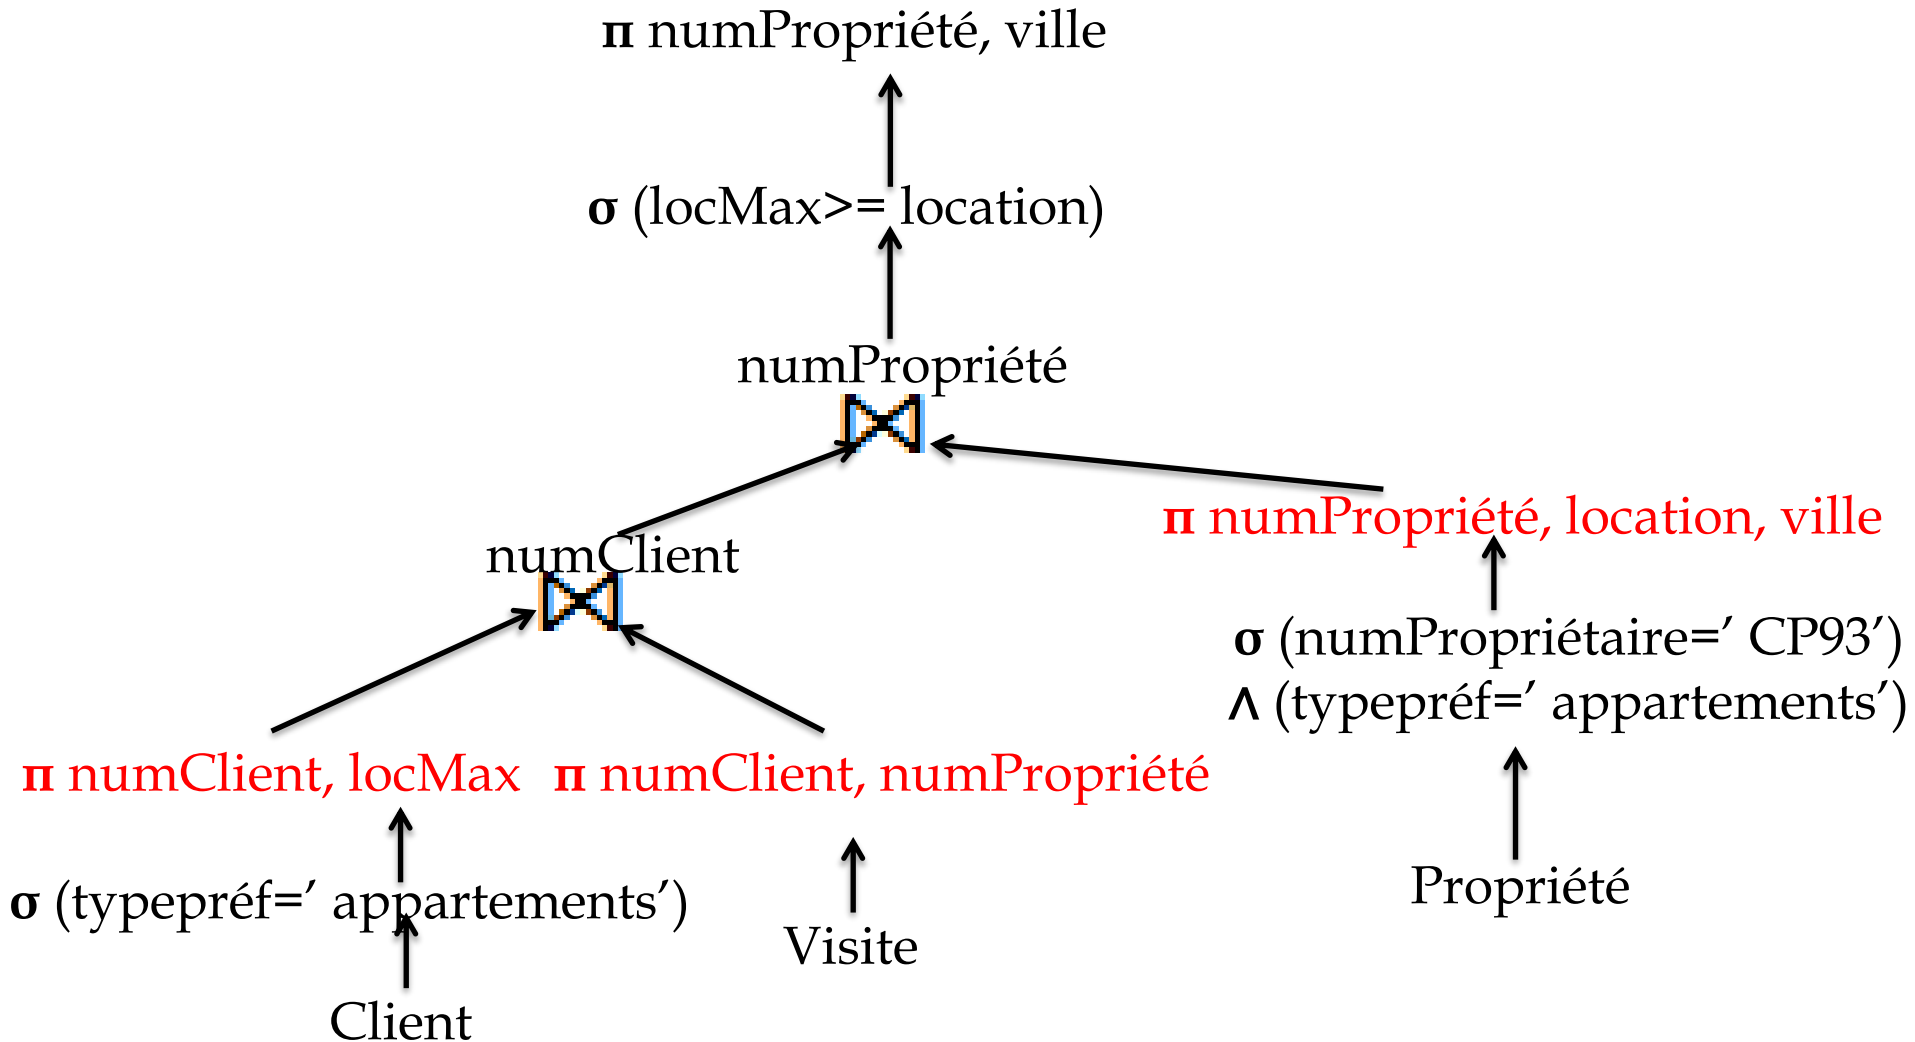 π numPropriété, ville
σ (locMax>= location)
numPropriété
π numPropriété, location, ville
numClient
σ (numPropriétaire=’ CP93’)
∧ (typepréf=’ appartements’)
π numClient, locMax
π numClient, numPropriété
Propriété
σ (typepréf=’ appartements’)
Visite
Client